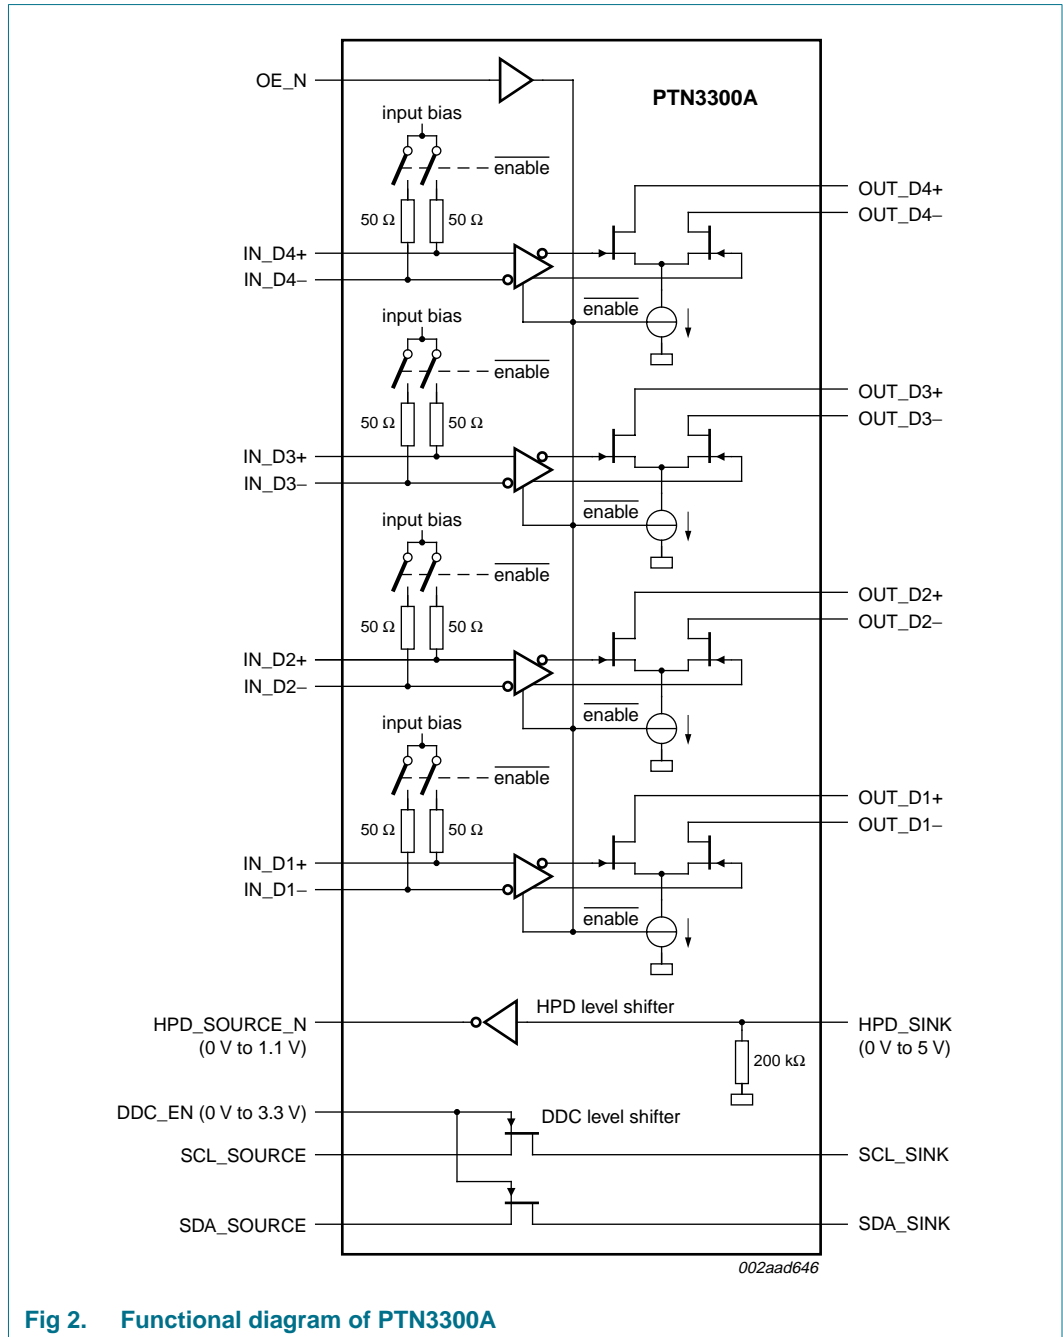 OE_N
PTN3300A
input bias
enable
OUT_D4+
OUT_D4−
50 Ω 50 Ω
IN_D4+
IN_D4−
enable
input bias
enable
OUT_D3+
OUT_D3−
50 Ω 50 Ω
IN_D3+
IN_D3−
enable
input bias
enable
OUT_D2+
OUT_D2−
50 Ω 50 Ω
IN_D2+
IN_D2−
enable
input bias
enable
OUT_D1+
OUT_D1−
50 Ω 50 Ω
IN_D1+
IN_D1−
enable
HPD level shifter
HPD_SOURCE_N
(0 V to 1.1 V)
HPD_SINK
(0 V to 5 V)
200 kΩ
DDC_EN (0 V to 3.3 V)
DDC level shifter
SCL_SOURCE
SCL_SINK
SDA_SOURCE
SDA_SINK
002aad646
Fig 2. Functional diagram of PTN3300A